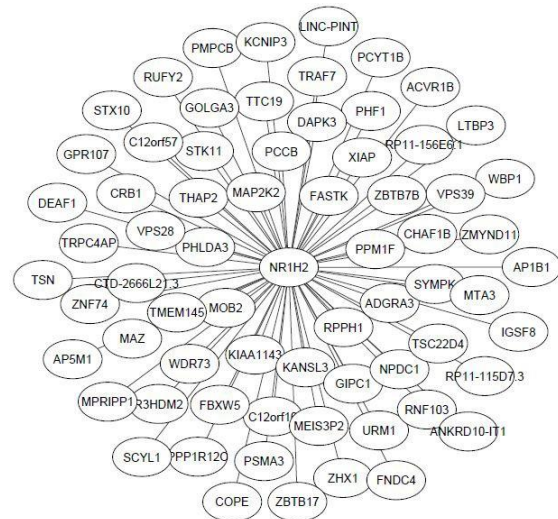 LINC-PINT
KCNIP3
PMPCB
PCYT1B
RUFY2
TRAF7
ACVR1B
TTC19
GOLGA3
STX10
PHF1
DAPK3
LTBP3
C12orf57
RP11-156E6.1
STK11
GPR107
PCCB
XIAP
WBP1
CRB1
THAP2
MAP2K2
FASTK
ZBTB7B
VPS39
DEAF1
VPS28
CHAF1B
ZMYND11
TRPC4AP
PHLDA3
PPM1F
NR1H2
AP1B1
TSN
CTD-2666L21.3
SYMPK
MTA3
ZNF74
TMEM145
MOB2
ADGRA3
IGSF8
RPPH1
MAZ
TSC22D4
AP5M1
WDR73
KIAA1143
KANSL3
NPDC1
RP11-115D7.3
GIPC1
MPRIPP1
R3HDM2
FBXW5
RNF103
C12orf10
MEIS3P2
URM1
ANKRD10-IT1
SCYL1
PPP1R12C
PSMA3
ZHX1
FNDC4
COPE
ZBTB17